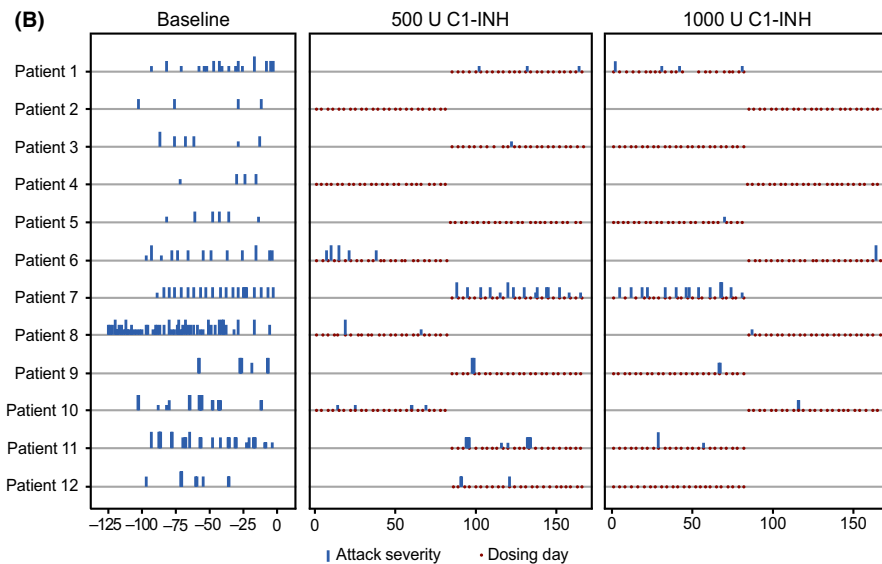 (B) Baseline 500 U C1-INH 1000 U C1-INH
Patient 1
Patient 2
Patient 3
Patient 4
Patient 5
Patient 6
Patient 7
Patient 8
Patient 9
Patient 10
Patient 11
Patient 12
−125 −100 −75 −50 −25 0 0 50 100 150 0 50 100 150
Attack severity Dosing day